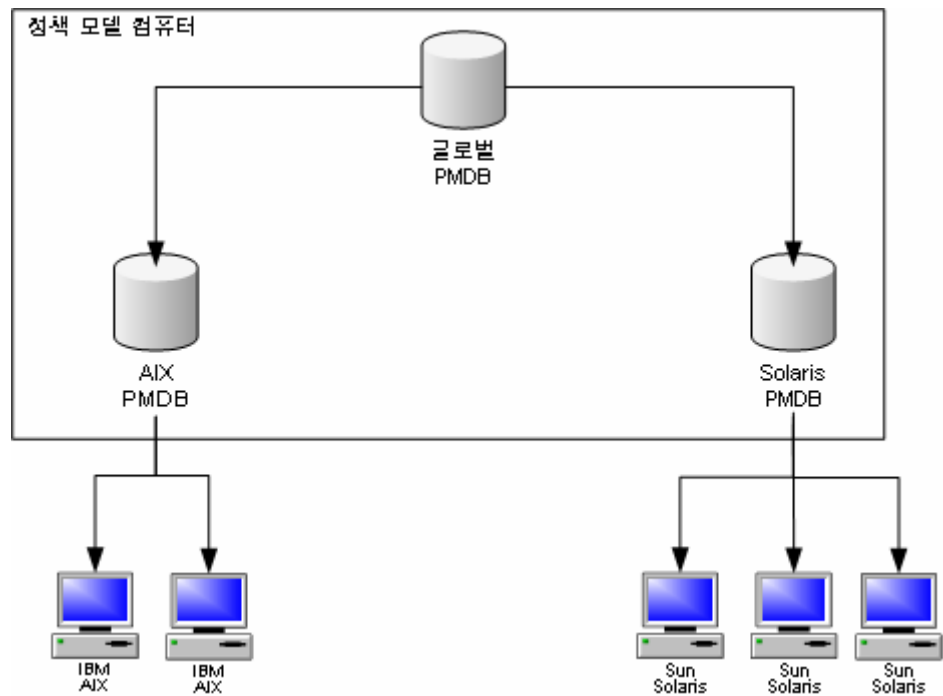 정책 모델 컴퓨터
글로벌
PMDB
AIX
PMDB
Solaris
PMDB
IBM
AIX
IBM
AIX
Sun
Solaris
Sun
Solaris
Sun
Solaris